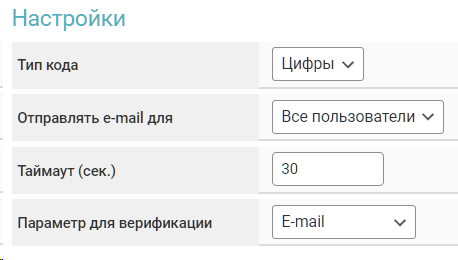 Настройки
Тип кода Цифры
Отправлять e-mail для Все пользователи
Таймаут (сек.) 30
Параметр для верификации E-mail